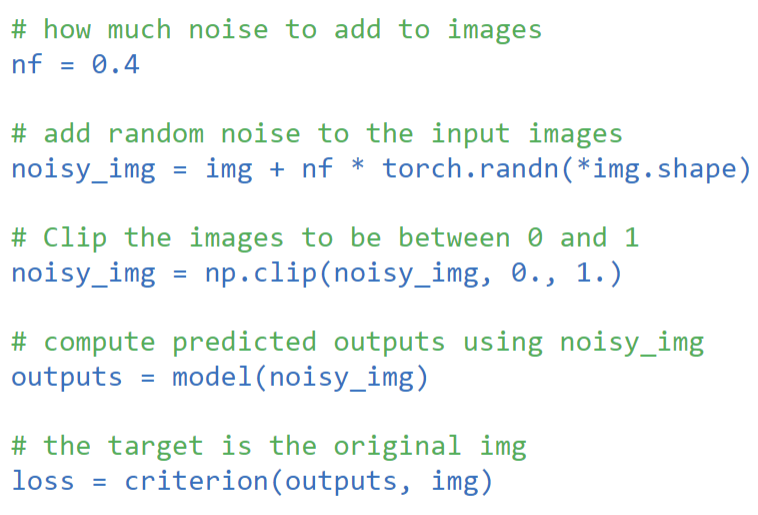 # how much noise to add to images
nf = 0.4
# add random noise to the input images
noisy_img = img + nf * torch.randn(*img.shape)
# Clip the images to be between 0 and 1
noisy_img = np.clip(noisy_img, 0., 1.)
# compute predicted outputs using noisy_img
outputs = model(noisy_img)
# the target is the original img
loss = criterion(outputs, img)